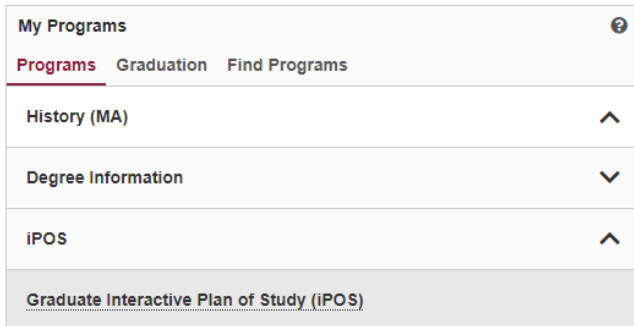 My Programs
Programs Graduation Find Programs
History (MA)
Degree Information
iPOS
Graduate Interactive Plan of Study (iPOS)